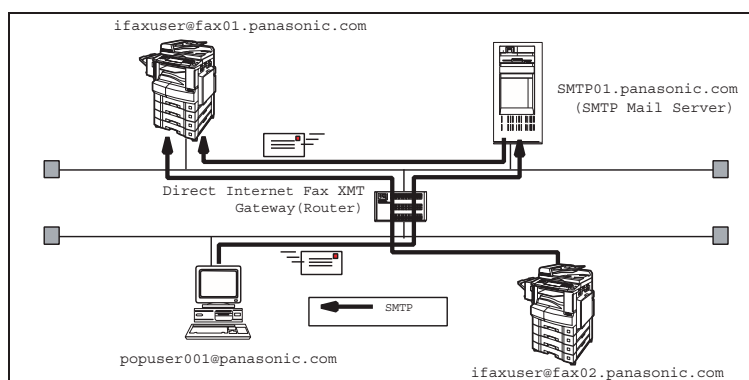 ifaxuser@fax01.panasonic.com
SMTP01.panasonic.com
(SMTP Mail Server)
Direct Internet Fax XMT
Gateway(Router)
SMTP
popuser001@panasonic.com
ifaxuser@fax02.panasonic.com